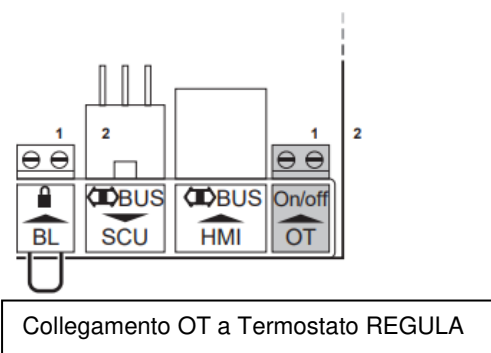 1 2 1 2
BUS BUS On/off
BL SCU HMI OT
Collegamento OT a Termostato REGULA